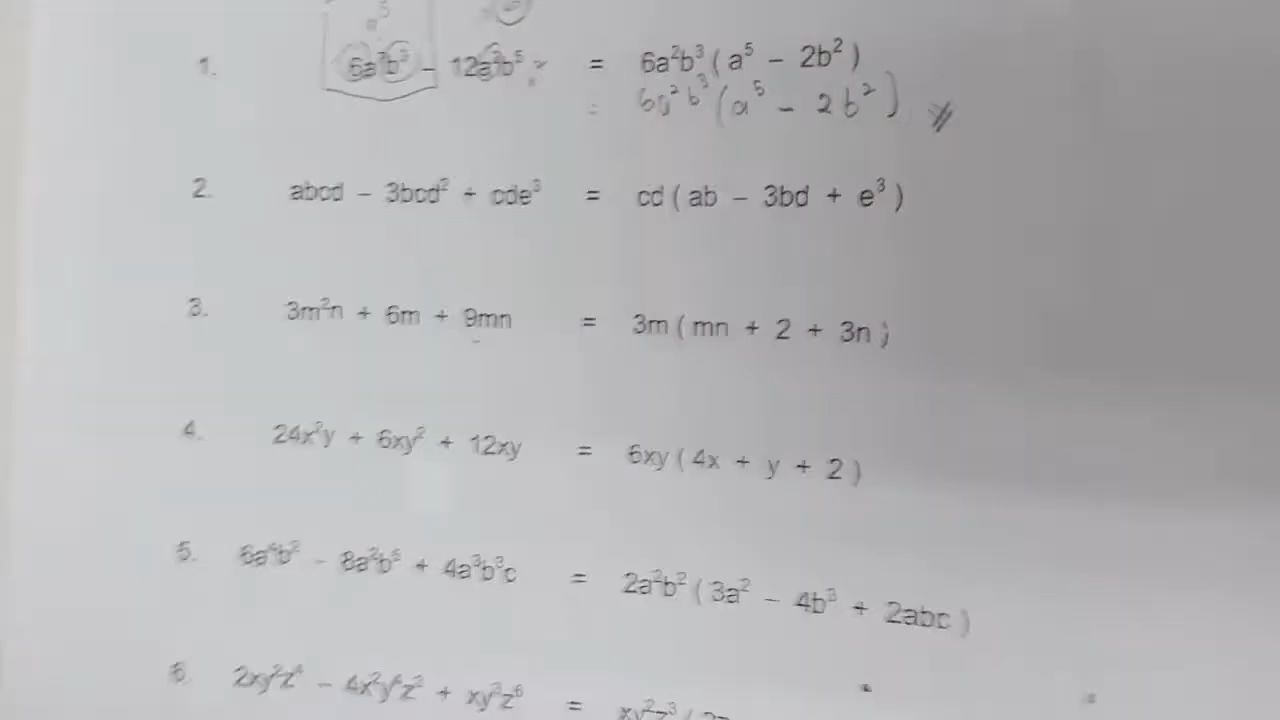 1. 6a⁷b³ – 12a²b⁵ = 6a²b³ ( a⁵ – 2b² )
= 6a²b³ (a⁵ – 2b²)
2. abcd – 3bcd² + cde³ = cd ( ab – 3bd + e³ )
3. 3m²n + 6m + 9mn = 3m ( mn + 2 + 3n )
4. 24x²y + 6xy² + 12xy = 6xy ( 4x + y + 2 )
5. 6a⁴b² – 8a²b⁵ + 4a³b³c = 2a²b² ( 3a² – 4b³ + 2abc )
6. =